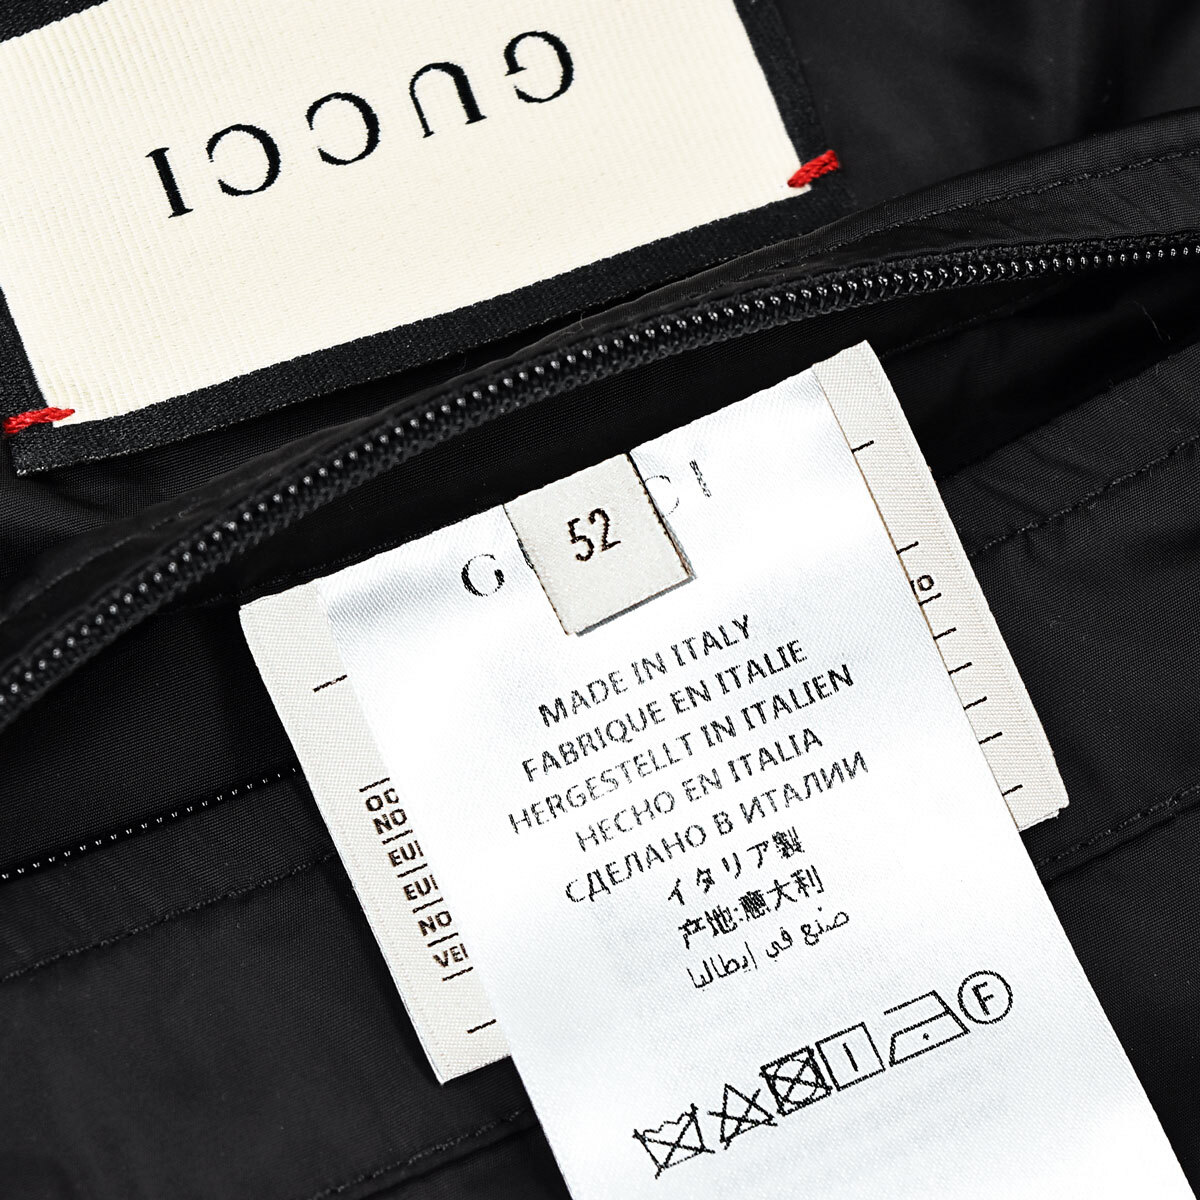 GUCCI
52
MADE IN ITALY
FABRIQUE EN ITALIE
HERGESTELLT IN ITALIEN
HECHO EN ITALIA
СДЕЛАНО В ИТАЛИИ
イタリア製
产地:意大利
صنع في إيطاليا
F
NO